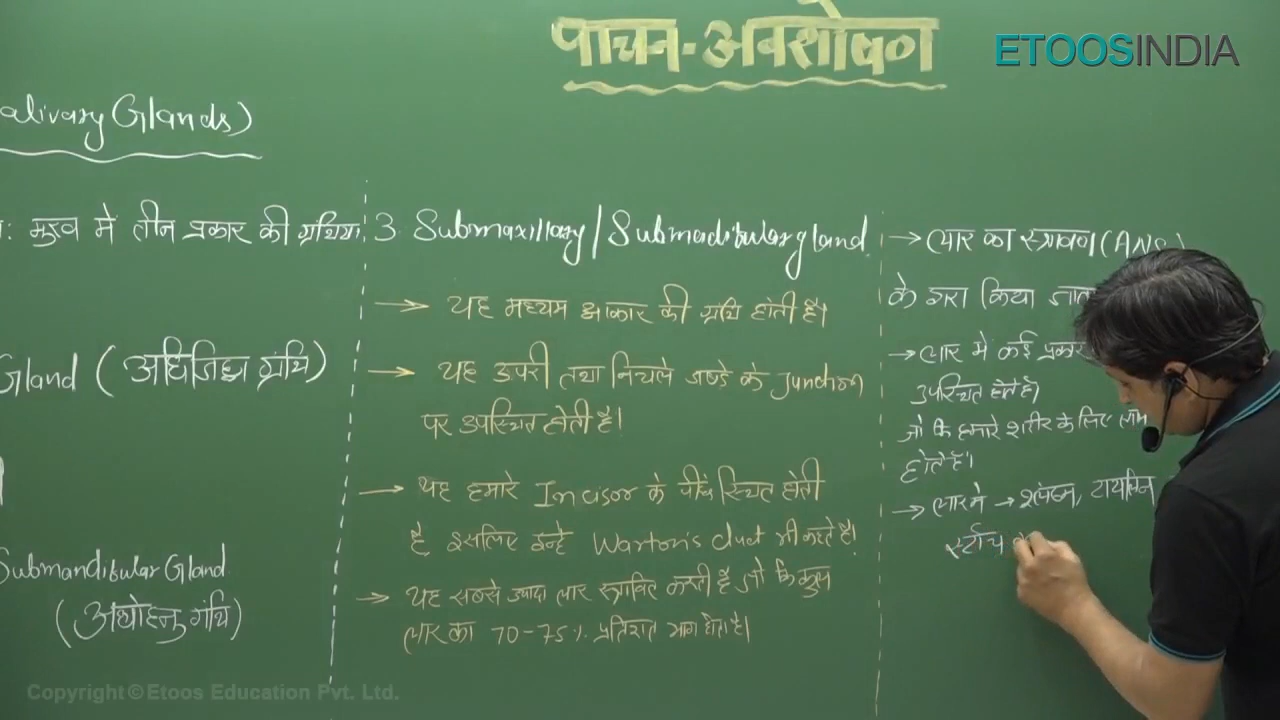 पाचन-अवशोषण
ETOOSINDIA
alivary Glands)
: मुख मे तीन प्रकार की ग्रंथिया
Gland (अधिजिह्व ग्रंथि)
Submandibular Gland
(अधोहनु ग्रंथि)
3 Submaxillary/Submadibular gland
→ यह मध्यम आकार की ग्रंथि होती है।
→ यह ऊपरी तथा निचले जबडे के Junction
पर उपस्थित होती है।
→ यह हमारे Incisor के पीछे स्थित होती
है इसलिए इन्हे Warton's duct भी कहते है।
→ यह सबसे ज्यादा लार स्त्रावित करती है जो कि कुल
लार का 70-75%. प्रतिशत भाग होता है।
→ लार का स्त्रावण (ANS)
के द्वारा किया जात
→ लार मे कई प्रकार
उपस्थित होते है।
जो कि हमारे शरीर के लिए लाभ
होते है।
→ लार मे → श्लेष्म, टायलिन
स्टार्च
Copyright © Etoos Education Pvt. Ltd.